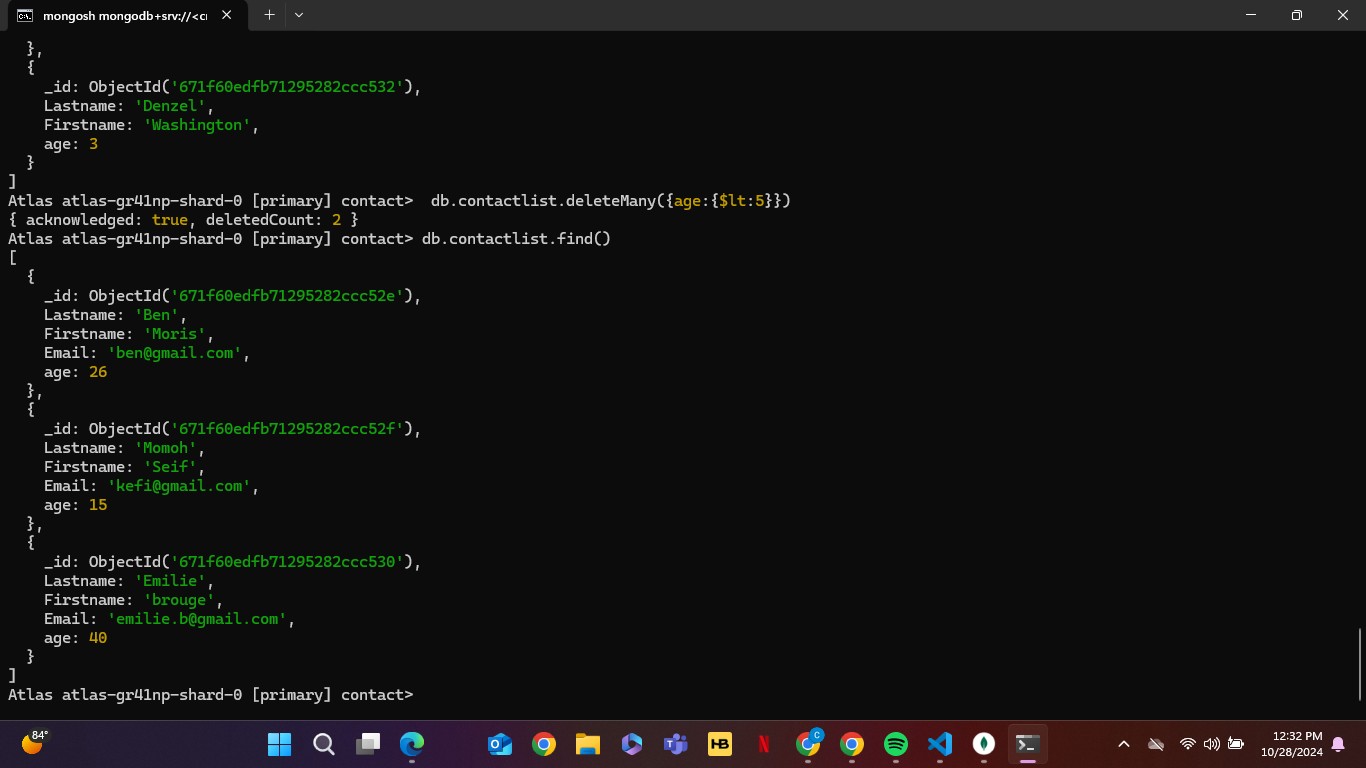 mongosh mongodb+srv://<cr
},
{
_id: ObjectId('671f60edfb71295282ccc532'),
Lastname: 'Denzel',
Firstname: 'Washington',
age: 3
}
]
Atlas atlas-gr41np-shard-0 [primary] contact>  db.contactlist.deleteMany({age:{$lt:5}})
{ acknowledged: true, deletedCount: 2 }
Atlas atlas-gr41np-shard-0 [primary] contact> db.contactlist.find()
[
{
_id: ObjectId('671f60edfb71295282ccc52e'),
Lastname: 'Ben',
Firstname: 'Moris',
Email: 'ben@gmail.com',
age: 26
},
{
_id: ObjectId('671f60edfb71295282ccc52f'),
Lastname: 'Momoh',
Firstname: 'Seif',
Email: 'kefi@gmail.com',
age: 15
},
{
_id: ObjectId('671f60edfb71295282ccc530'),
Lastname: 'Emilie',
Firstname: 'brouge',
Email: 'emilie.b@gmail.com',
age: 40
}
]
Atlas atlas-gr41np-shard-0 [primary] contact>
84°
HB
N
C
12:32 PM
10/28/2024